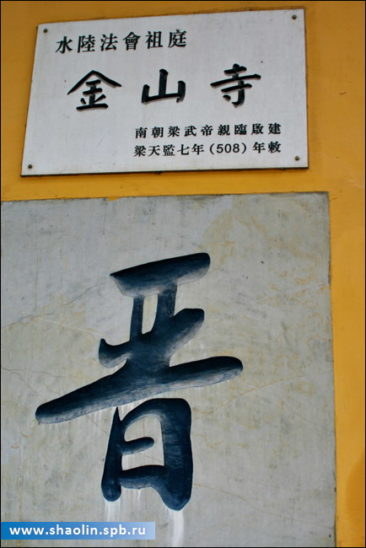 水陸法會祖庭
金山寺
南朝梁武帝親臨啟建
梁天監七年(508)年敕
晋
www.shaolin.spb.ru